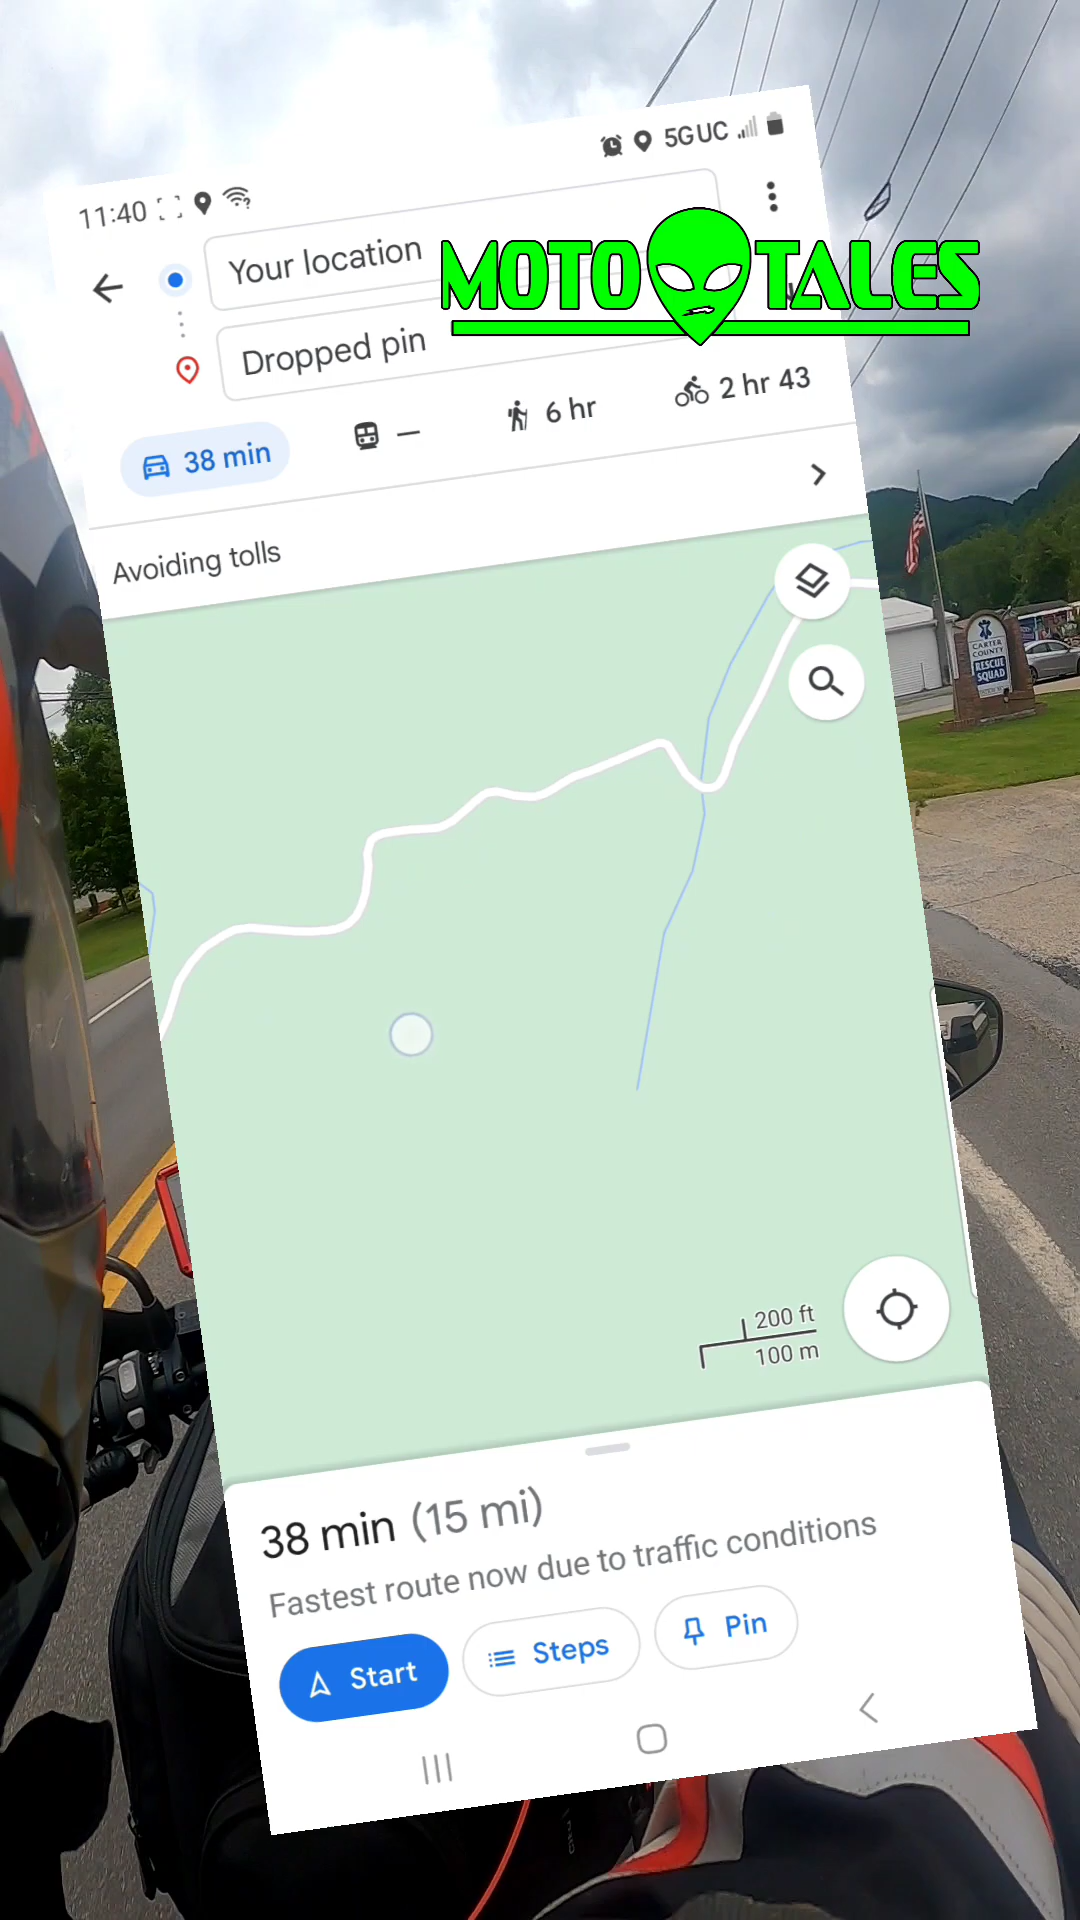 11:40
5G UC
Your location
MOTO TALES
Dropped pin
38 min
—
6 hr
2 hr 43
Avoiding tolls
CARTER
COUNTY
RESCUE
SQUAD
200 ft
100 m
38 min (15 mi)
Fastest route now due to traffic conditions
Start
Steps
Pin